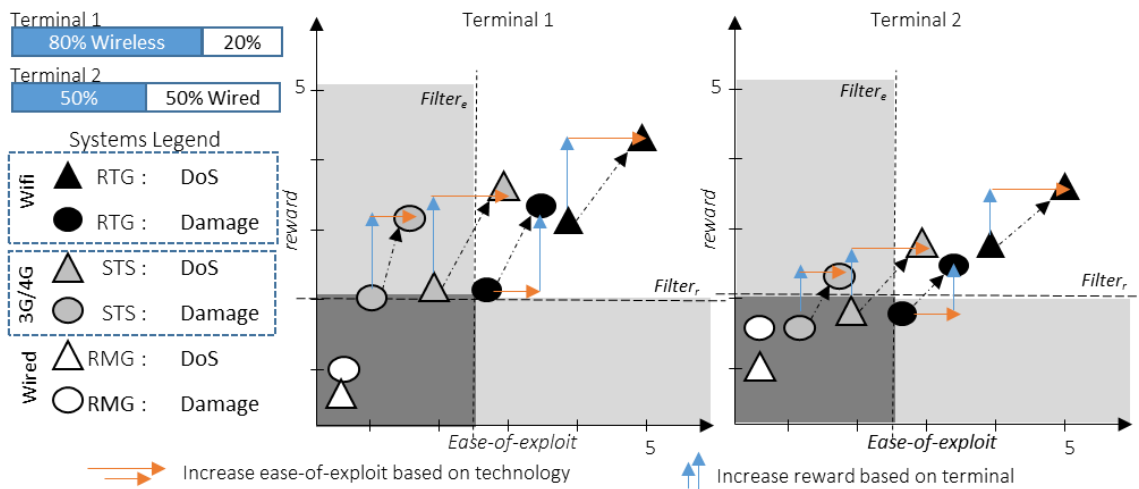 Terminal 1
80% Wireless 20%
Terminal 2
50% 50% Wired
Systems Legend
Wifi
RTG : DoS
RTG : Damage
3G/4G
STS : DoS
STS : Damage
Wired
RMG : DoS
RMG : Damage
Terminal 1
5
Filtere
reward
Filterr
Ease-of-exploit
5
Terminal 2
5
Filtere
reward
Filterr
Ease-of-exploit
5
Increase ease-of-exploit based on technology
Increase reward based on terminal